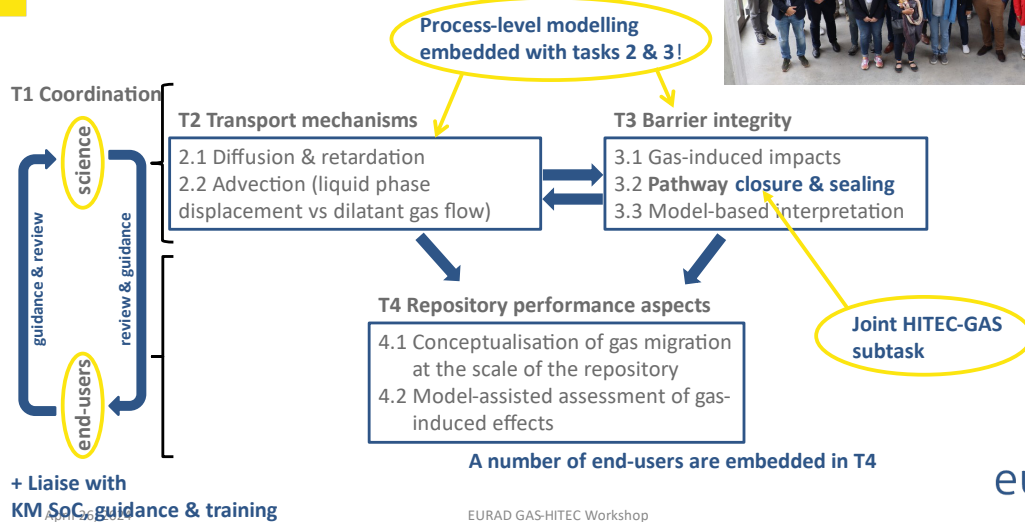 Process-level modelling
embedded with tasks 2 & 3!
T1 Coordination
science
guidance & review
review & guidance
end-users
+ Liaise with
KM SoC, guidance & training
T2 Transport mechanisms
2.1 Diffusion & retardation
2.2 Advection (liquid phase
displacement vs dilatant gas flow)
T3 Barrier integrity
3.1 Gas-induced impacts
3.2 Pathway closure & sealing
3.3 Model-based interpretation
T4 Repository performance aspects
4.1 Conceptualisation of gas migration
at the scale of the repository
4.2 Model-assisted assessment of gas-
induced effects
Joint HITEC-GAS
subtask
A number of end-users are embedded in T4
April 26, 2024
EURAD GAS-HITEC Workshop
eu